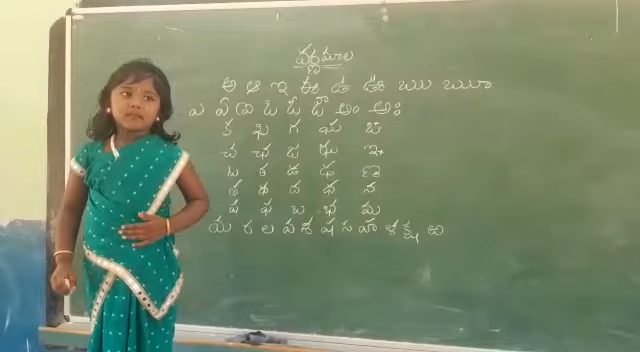 వర్ణమాల
అ ఆ ఇ ఈ ఉ ఊ ఋ ౠ
ఎ ఏ ఐ ఒ ఓ ఔ అం అః
క ఖ గ ఘ ఙ
చ ఛ జ ఝ ఞ
ట ఠ డ ఢ ణ
త థ ద ధ న
ప ఫ బ భ మ
య ర ల వ శ ష స హ ళ క్ష ఱ